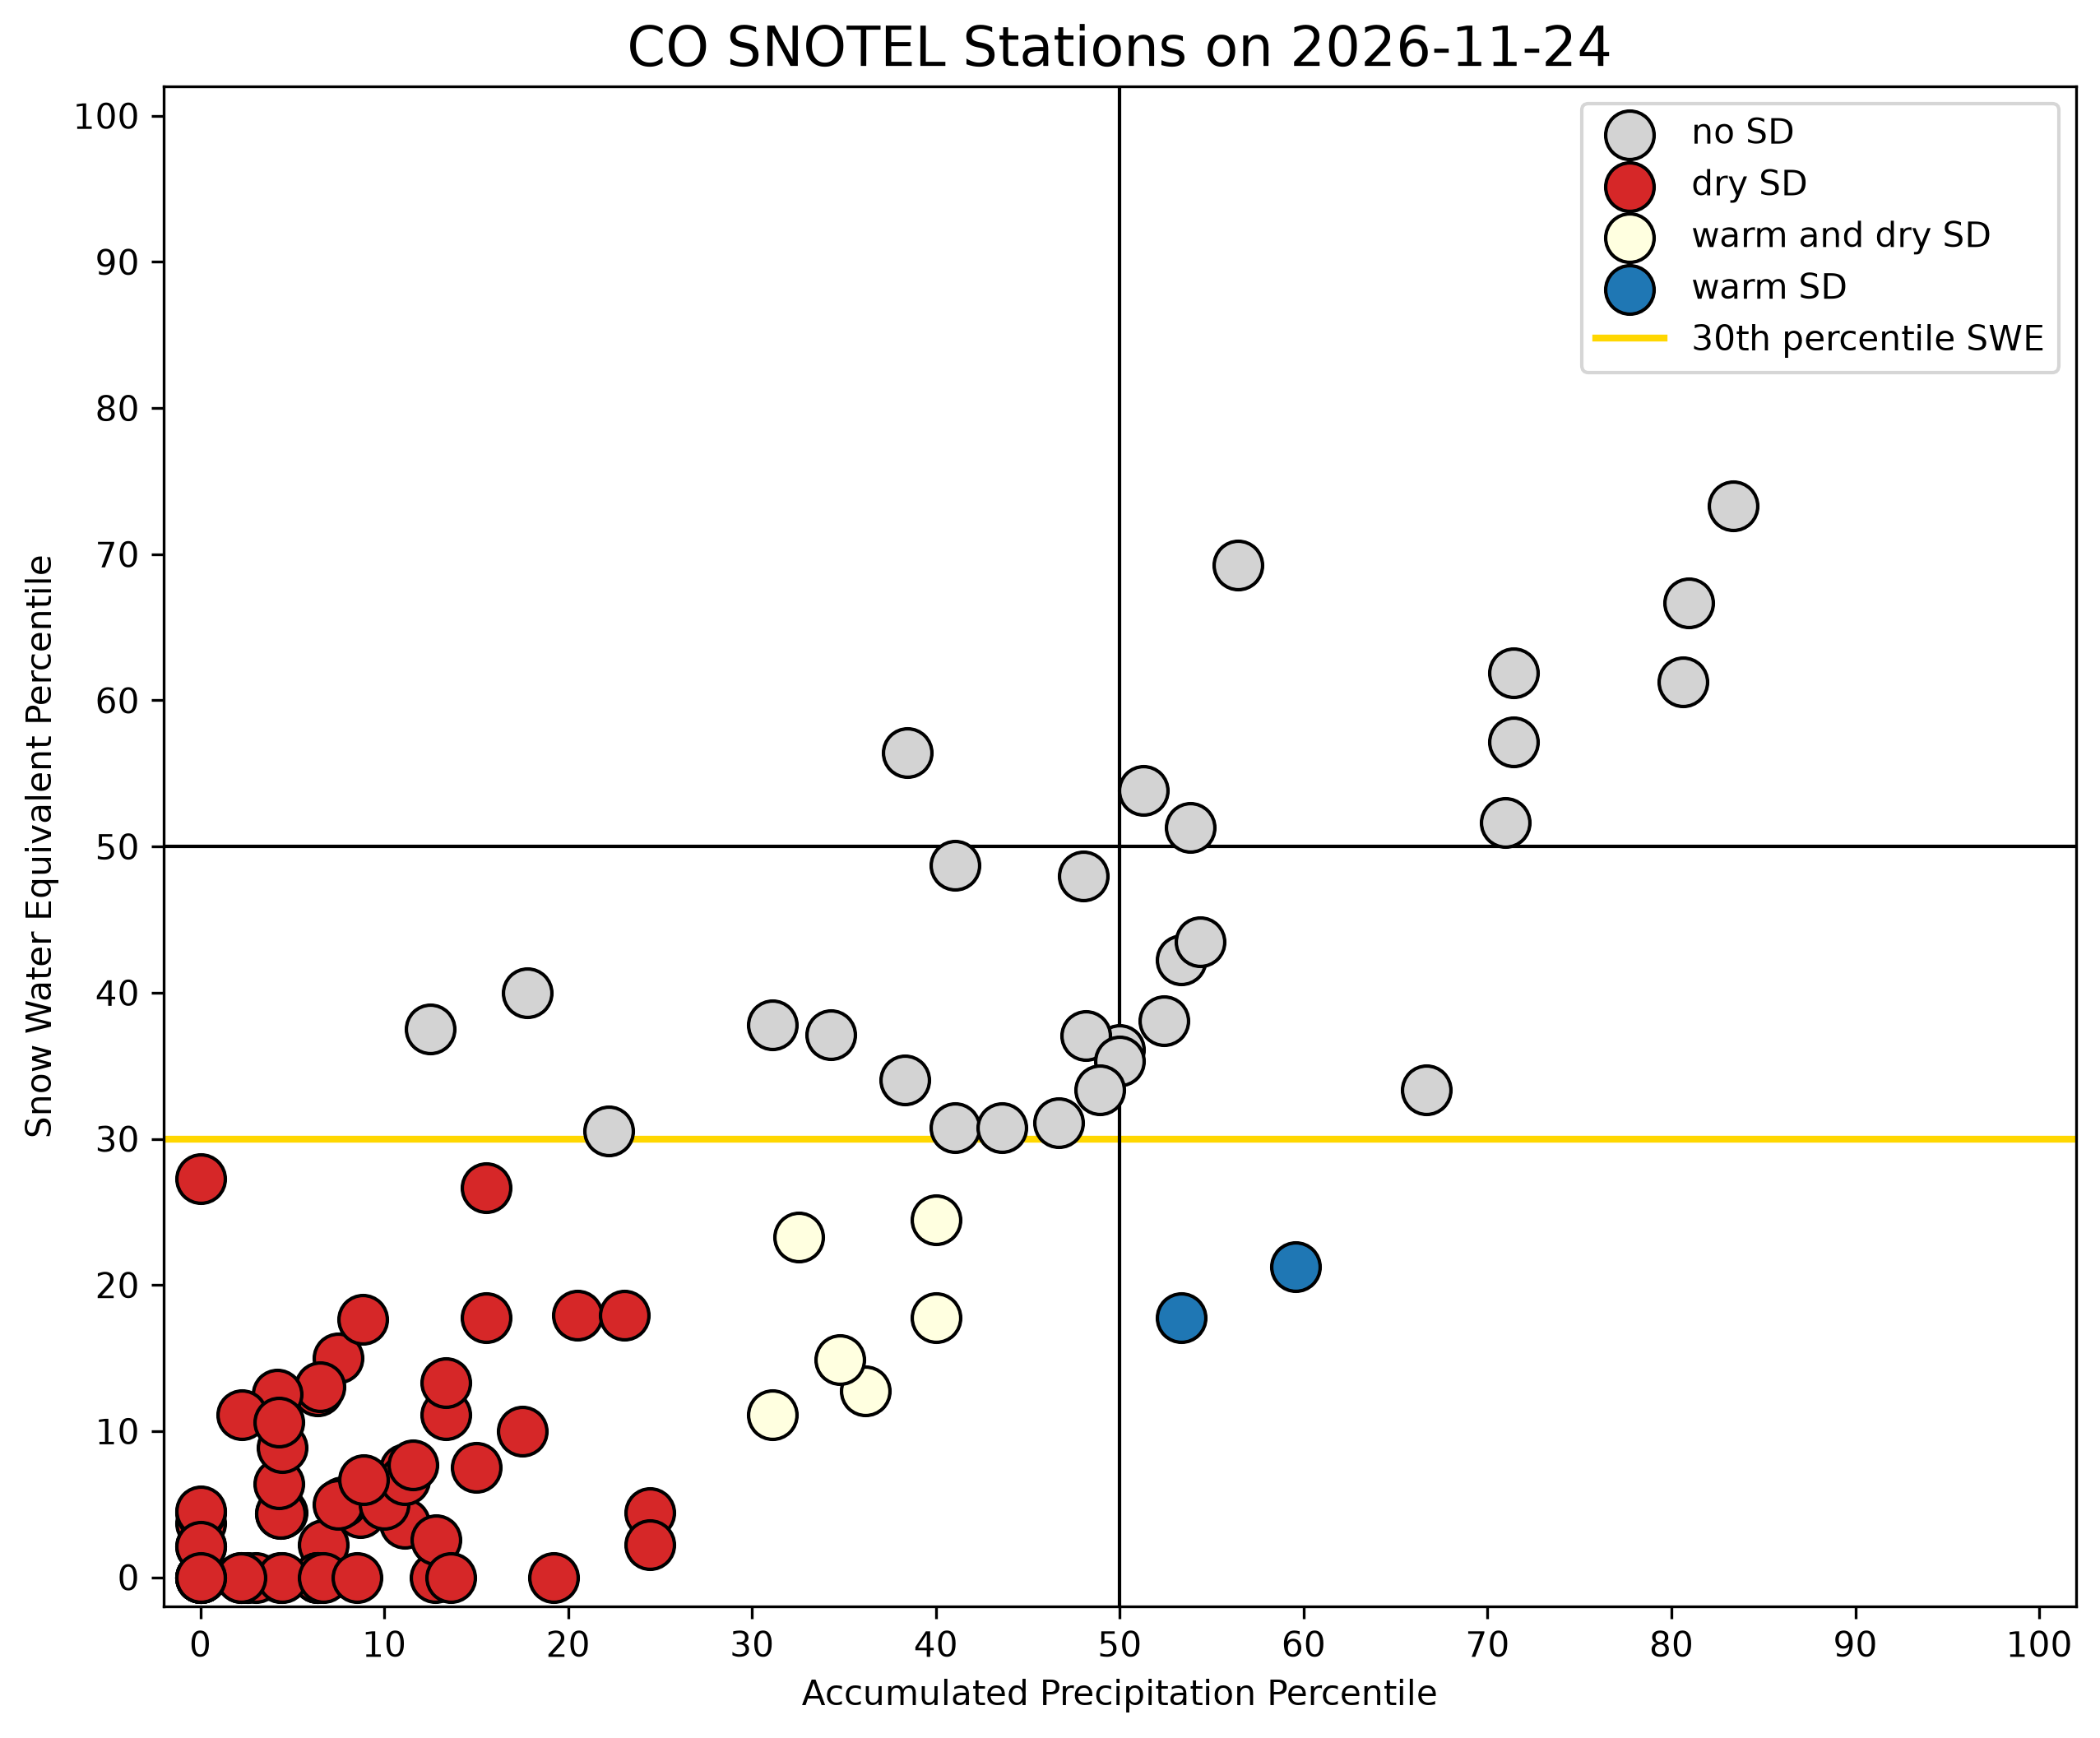 CO SNOTEL Stations on 2026-11-24
no SD
dry SD
warm and dry SD
warm SD
30th percentile SWE
Snow Water Equivalent Percentile
100
90
80
70
60
50
40
30
20
10
0
0 10 20 30 40 50 60 70 80 90 100
Accumulated Precipitation Percentile